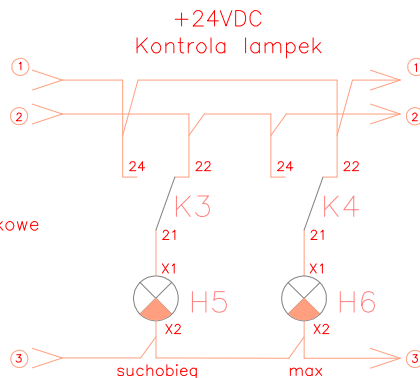 +24VDC
Kontrola lampek
1 1
2 2
24 22 24 22
K3 K4
kowe
21 21
X1 X1
H5 H6
X2 X2
3 3
suchobieg max